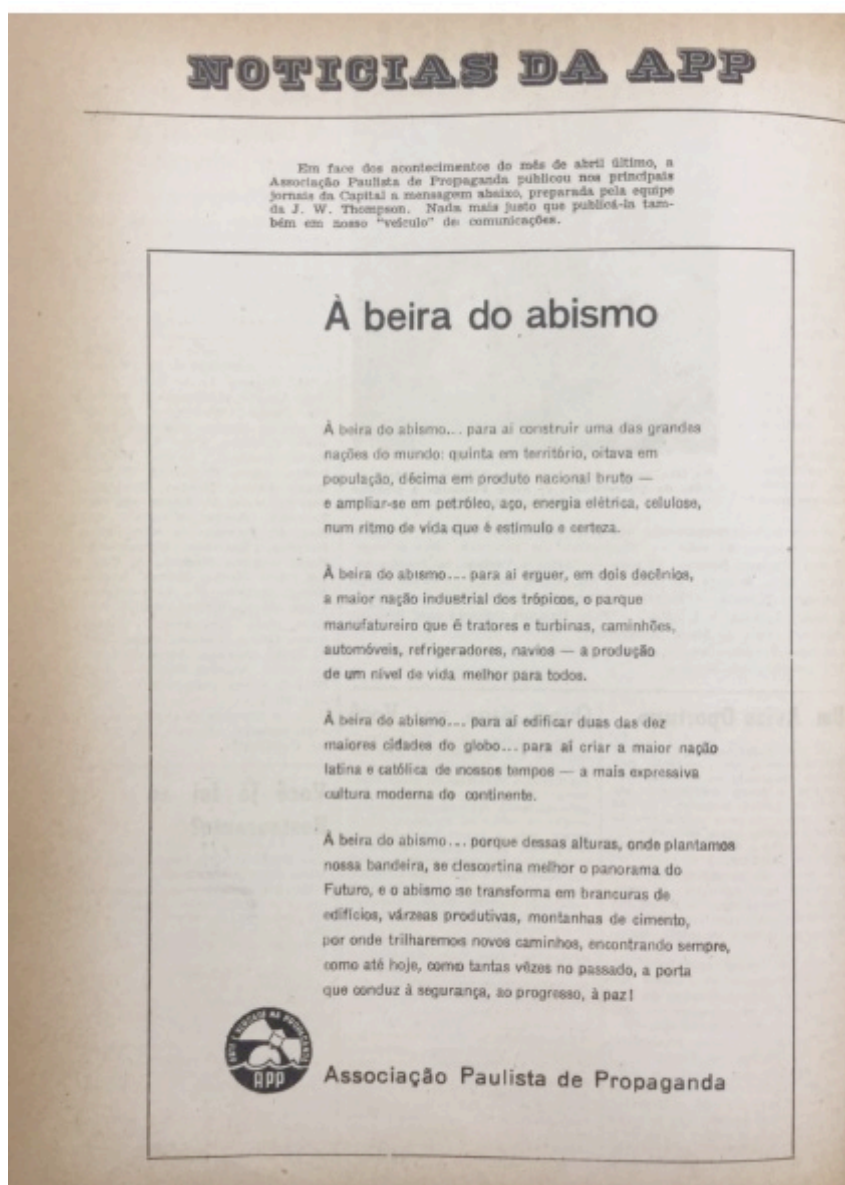 NOTICIAS DA APP
Em face dos acontecimentos do mês de abril último, a
Associação Paulista de Propaganda publicou nos principais
jornais da Capital a mensagem abaixo, preparada pela equipe
da J. W. Thompson. Nada mais justo que publicá-la tam-
bém em nosso "veículo" de comunicações.
À beira do abismo
À beira do abismo... para aí construir uma das grandes
nações do mundo: quinta em território, oitava em
população, décima em produto nacional bruto —
e ampliar-se em petróleo, aço, energia elétrica, celulose,
num ritmo de vida que é estímulo e certeza.
À beira do abismo... para aí erguer, em dois decênios,
a maior nação industrial dos trópicos, o parque
manufatureiro que é tratores e turbinas, caminhões,
automóveis, refrigeradores, navios — a produção
de um nível de vida melhor para todos.
À beira do abismo... para aí edificar duas das dez
maiores cidades do globo... para aí criar a maior nação
latina e católica de nossos tempos — a mais expressiva
cultura moderna do continente.
À beira do abismo... porque dessas alturas, onde plantamos
nossa bandeira, se descortina melhor o panorama do
Futuro, e o abismo se transforma em brancuras de
edifícios, várzeas produtivas, montanhas de cimento,
por onde trilharemos novos caminhos, encontrando sempre,
como até hoje, como tantas vêzes no passado, a porta
que conduz à segurança, ao progresso, à paz!
APP
Associação Paulista de Propaganda